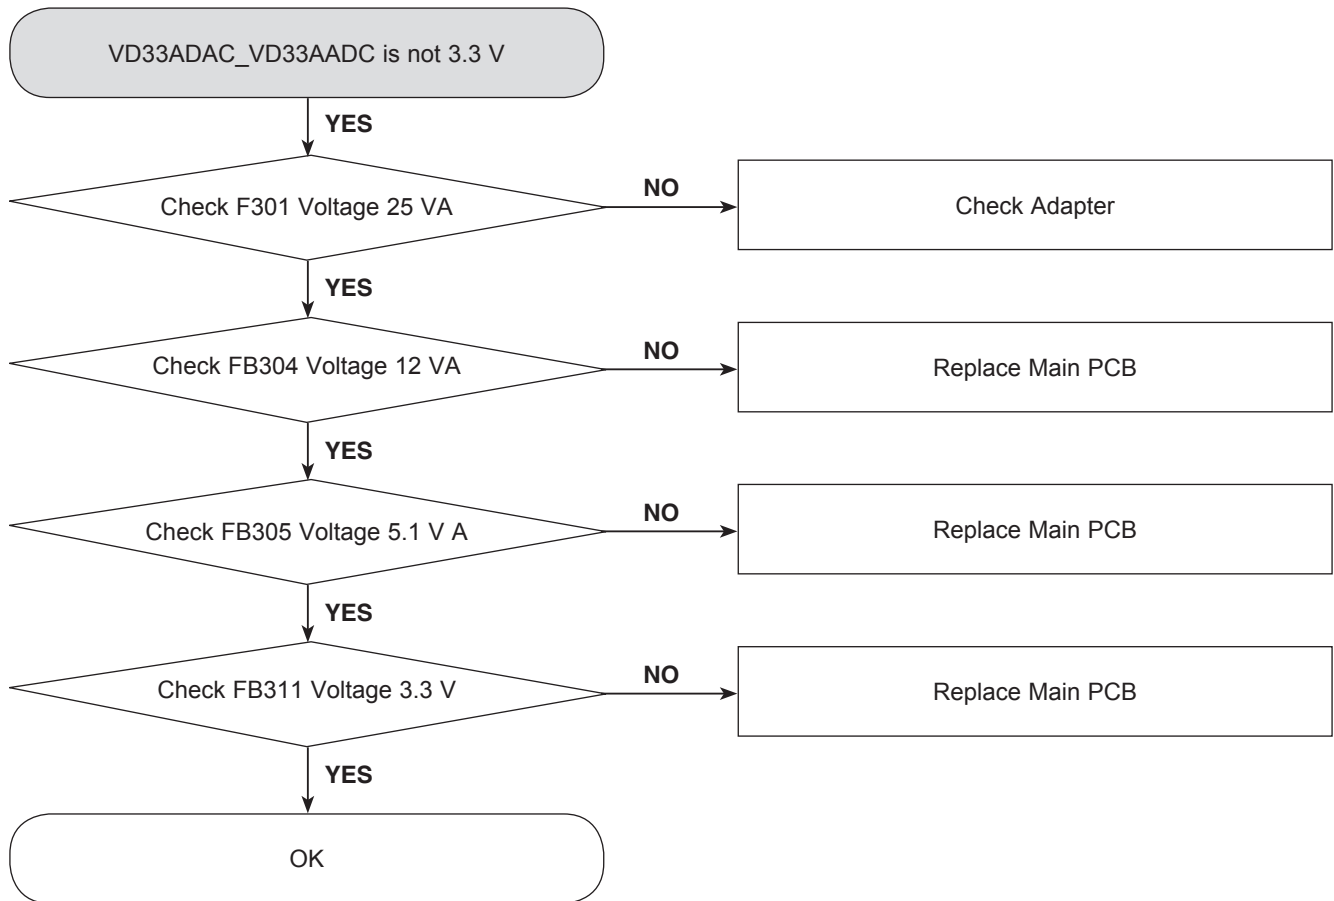 VD33ADAC_VD33AADC is not 3.3 V
YES
Check F301 Voltage 25 VA
NO
Check Adapter
YES
Check FB304 Voltage 12 VA
NO
Replace Main PCB
YES
Check FB305 Voltage 5.1 V A
NO
Replace Main PCB
YES
Check FB311 Voltage 3.3 V
NO
Replace Main PCB
YES
OK